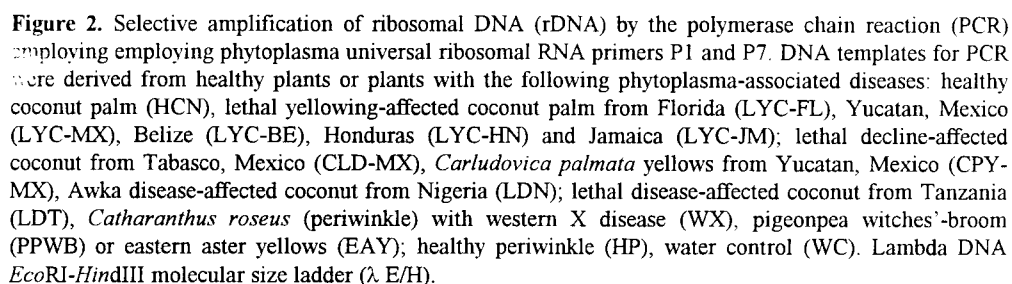 Figure 2. Selective amplification of ribosomal DNA (rDNA) by the polymerase chain reaction (PCR)
employing employing phytoplasma universal ribosomal RNA primers P1 and P7. DNA templates for PCR
were derived from healthy plants or plants with the following phytoplasma-associated diseases: healthy
coconut palm (HCN), lethal yellowing-affected coconut palm from Florida (LYC-FL), Yucatan, Mexico
(LYC-MX), Belize (LYC-BE), Honduras (LYC-HN) and Jamaica (LYC-JM); lethal decline-affected
coconut from Tabasco, Mexico (CLD-MX), Carludovica palmata yellows from Yucatan, Mexico (CPY-
MX), Awka disease-affected coconut from Nigeria (LDN); lethal disease-affected coconut from Tanzania
(LDT), Catharanthus roseus (periwinkle) with western X disease (WX), pigeonpea witches'-broom
(PPWB) or eastern aster yellows (EAY); healthy periwinkle (HP), water control (WC). Lambda DNA
EcoRI-HindIII molecular size ladder (λ E/H).